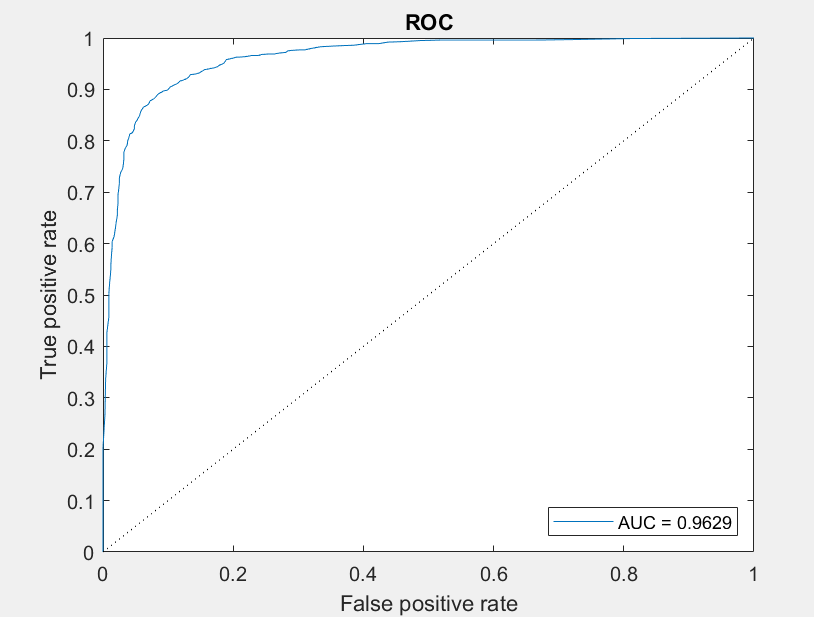 ROC
1
0.9
0.8
0.7
0.6
0.5
0.4
0.3
0.2
0.1
0
True positive rate
AUC = 0.9629
0 0.2 0.4 0.6 0.8 1
False positive rate